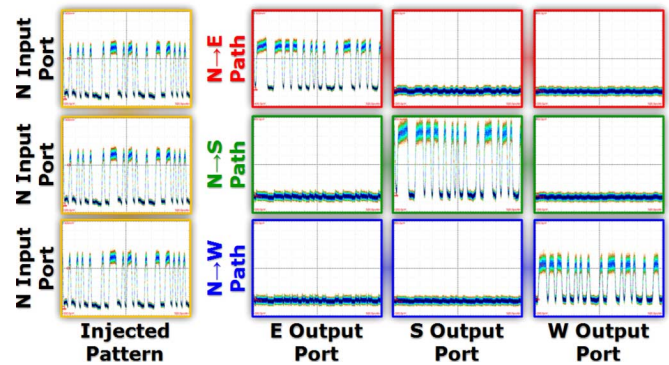 N Input
Port
N→E
Path
N Input
Port
N→S
Path
N Input
Port
N→W
Path
Injected
Pattern
E Output
Port
S Output
Port
W Output
Port